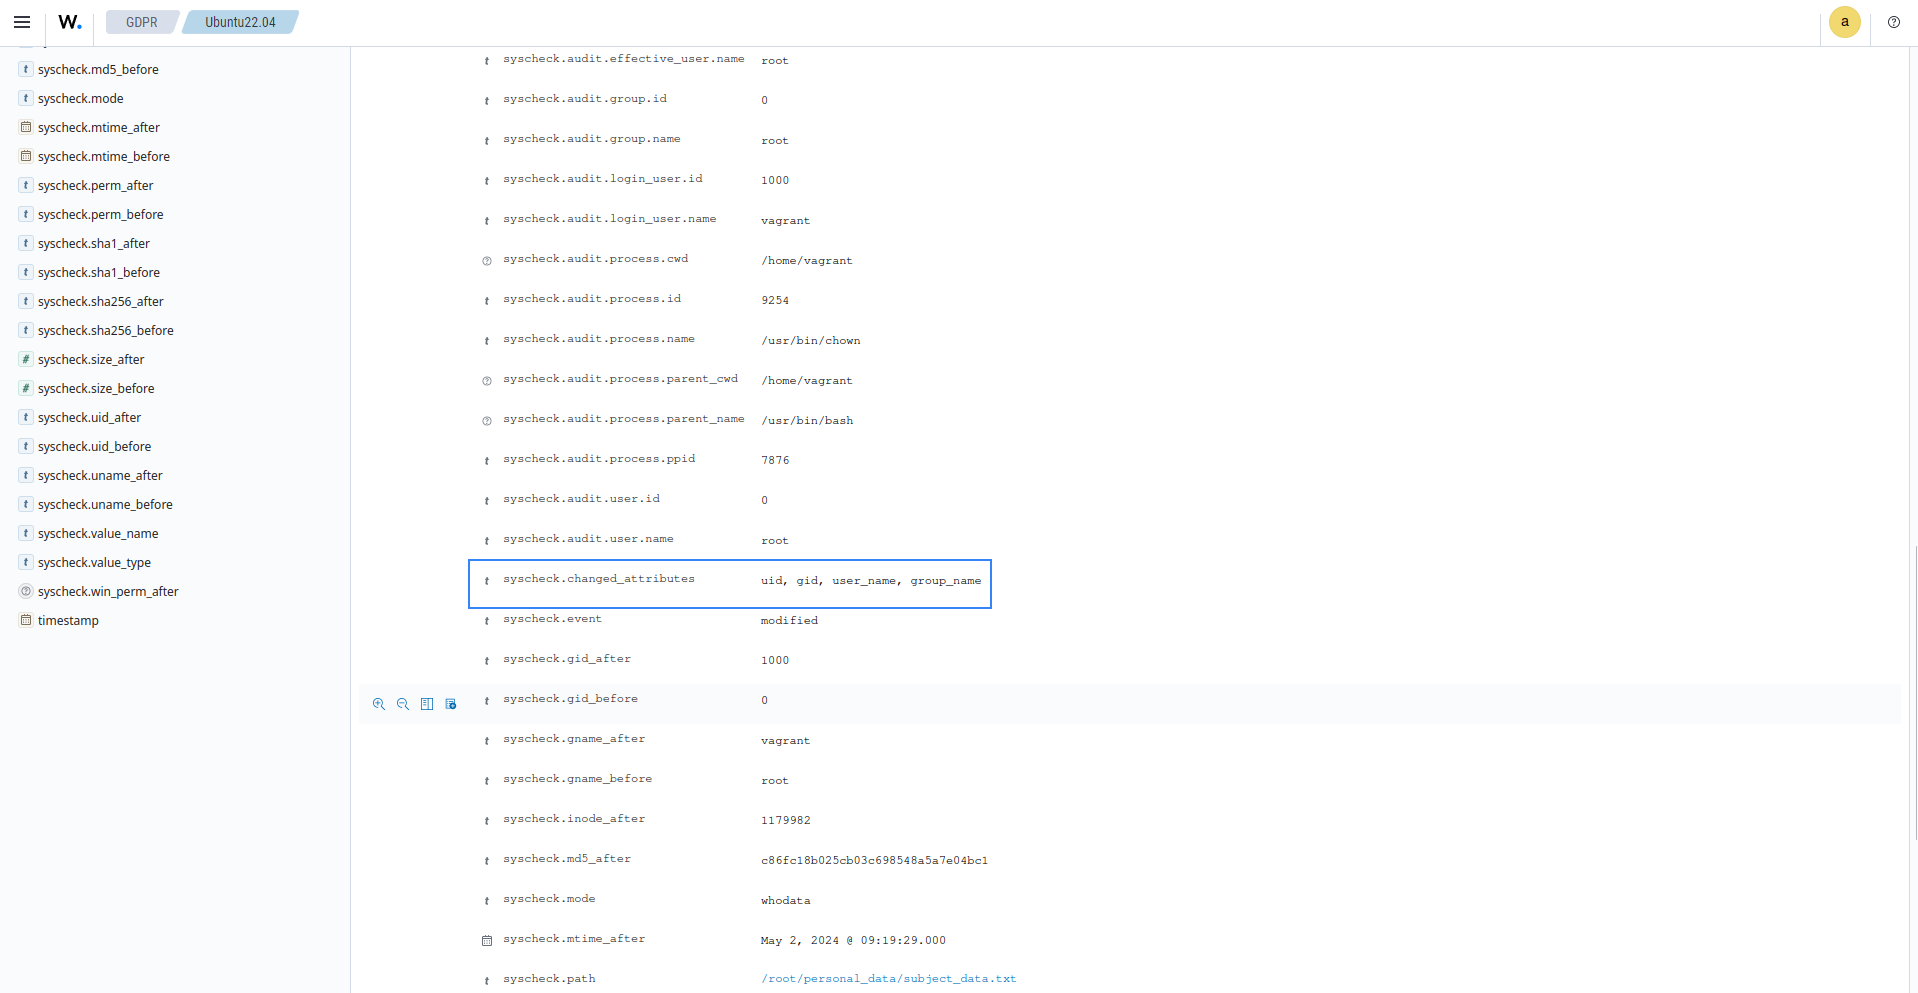 W.
GDPR
Ubuntu22.04
a
syscheck.md5_before
syscheck.mode
syscheck.mtime_after
syscheck.mtime_before
syscheck.perm_after
syscheck.perm_before
syscheck.sha1_after
syscheck.sha1_before
syscheck.sha256_after
syscheck.sha256_before
syscheck.size_after
syscheck.size_before
syscheck.uid_after
syscheck.uid_before
syscheck.uname_after
syscheck.uname_before
syscheck.value_name
syscheck.value_type
syscheck.win_perm_after
timestamp
syscheck.audit.effective_user.name root
syscheck.audit.group.id 0
syscheck.audit.group.name root
syscheck.audit.login_user.id 1000
syscheck.audit.login_user.name vagrant
syscheck.audit.process.cwd /home/vagrant
syscheck.audit.process.id 9254
syscheck.audit.process.name /usr/bin/chown
syscheck.audit.process.parent_cwd /home/vagrant
syscheck.audit.process.parent_name /usr/bin/bash
syscheck.audit.process.ppid 7876
syscheck.audit.user.id 0
syscheck.audit.user.name root
syscheck.changed_attributes uid, gid, user_name, group_name
syscheck.event modified
syscheck.gid_after 1000
syscheck.gid_before 0
syscheck.gname_after vagrant
syscheck.gname_before root
syscheck.inode_after 1179982
syscheck.md5_after c86fc18b025cb03c698548a5a7e04bc1
syscheck.mode whodata
syscheck.mtime_after May 2, 2024 @ 09:19:29.000
syscheck.path /root/personal_data/subject_data.txt